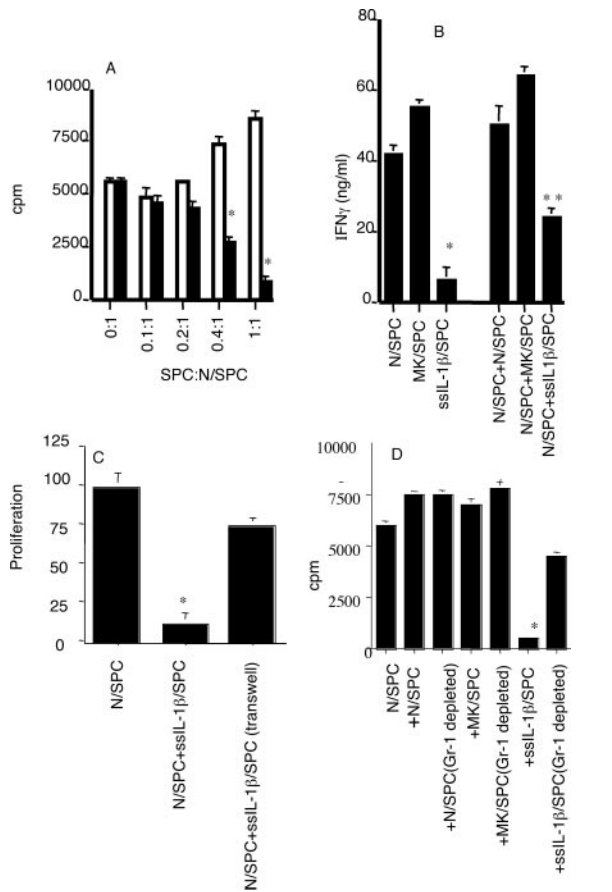 A
10000
7500
5000
2500
0
cpm
*
*
0:1
0.1:1
0.2:1
0.4:1
1:1
SPC:N/SPC
B
80
60
40
20
0
IFNγ (ng/ml)
*
* *
N/SPC
MK/SPC
ssIL-1β/SPC
N/SPC+N/SPC
N/SPC+MK/SPC
N/SPC+ssIL1β/SPC
C
125
100
75
50
25
0
Proliferation
*
N/SPC
N/SPC+ssIL-1β/SPC
N/SPC+ssIL-1β/SPC (transwell)
D
10000
7500
5000
2500
0
cpm
*
N/SPC
+N/SPC
+N/SPC(Gr-1 depleted)
+MK/SPC
+MK/SPC(Gr-1 depleted)
+ssIL-1β/SPC
+ssIL-1β/SPC(Gr-1 depleted)